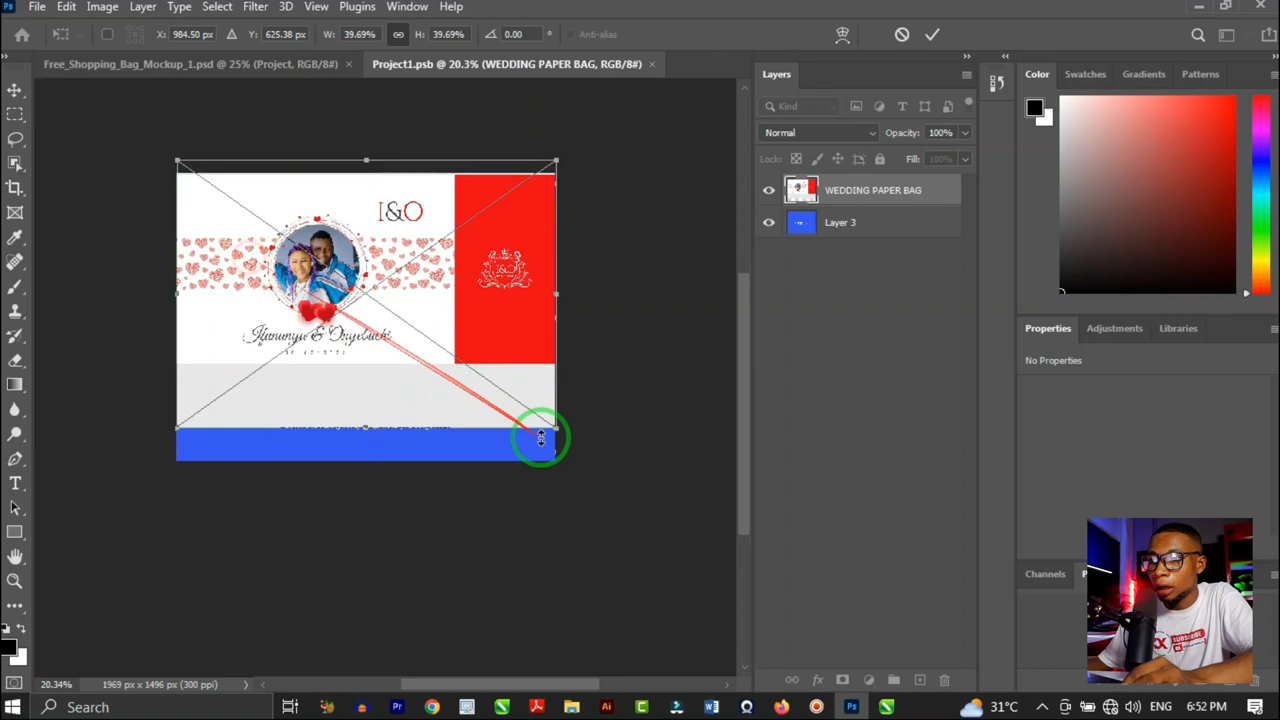 File Edit Image Layer Type Select Filter 3D View Plugins Window Help
X: 984.50 px Y: 625.38 px W: 39.69% H: 39.69% 0.00 ° Anti-alias
Free_Shopping_Bag_Mockup_1.psd @ 25% (Project, RGB/8#) × Project1.psb @ 20.3% (WEDDING PAPER BAG, RGB/8#) ×
Layers
Kind
Normal Opacity: 100%
Lock: Fill: 100%
WEDDING PAPER BAG
Layer 3
Color Swatches Gradients Patterns
Properties Adjustments Libraries
No Properties
Channels
I&O
I&O
Ifunanya & Onyebuchi
SUBSCRIBE
20.34% 1969 px x 1496 px (300 ppi)
Search
31°C ENG 6:52 PM